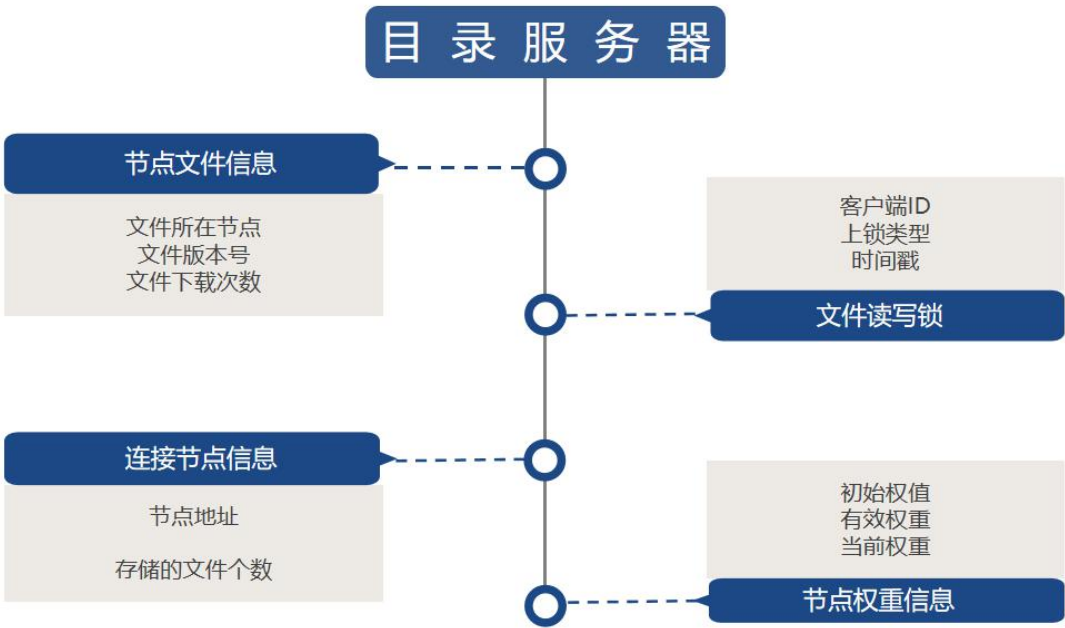 目录服务器
节点文件信息
文件所在节点
文件版本号
文件下载次数
客户端ID
上锁类型
时间戳
文件读写锁
连接节点信息
节点地址
存储的文件个数
初始权值
有效权重
当前权重
节点权重信息